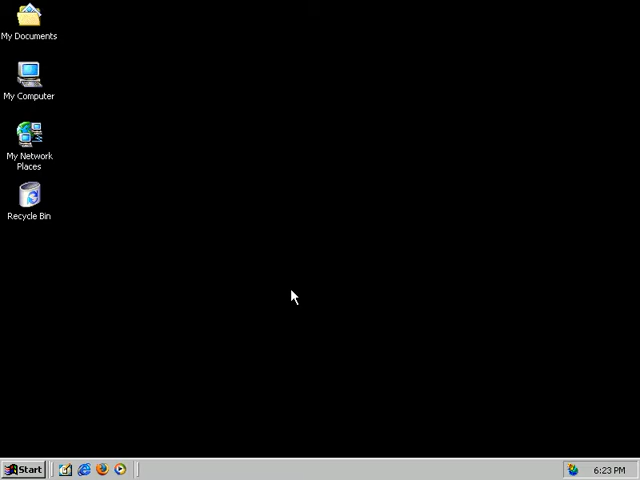 My Documents
My Computer
My Network
Places
Recycle Bin
Start
6:23 PM